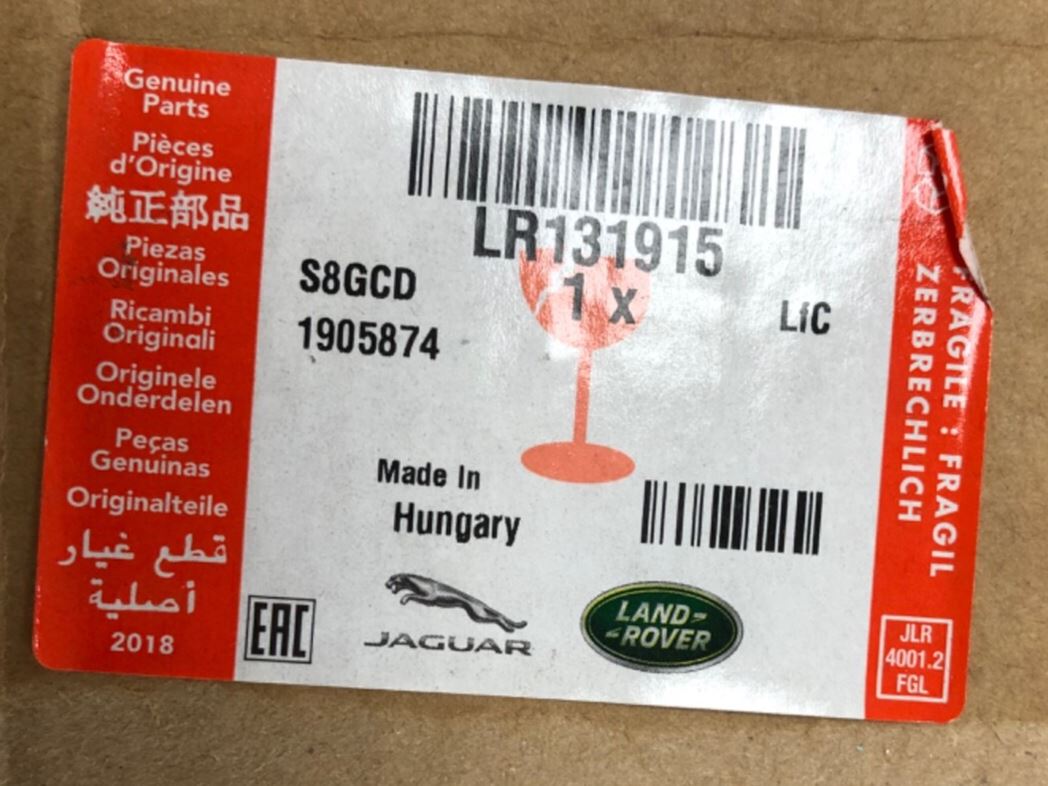 Genuine
Parts
Pièces
d'Origine
純正部品
Piezas
Originales
Ricambi
Originali
Originele
Onderdelen
Peças
Genuinas
Originalteile
قطع غيار
أصلية
2018
LR131915
1 x
S8GCD
LfC
1905874
Made In
Hungary
EAC
JAGUAR
LAND-
-ROVER
FRAGILE : FRAGIL
ZERBRECHLICH
JLR
4001.2
FGL